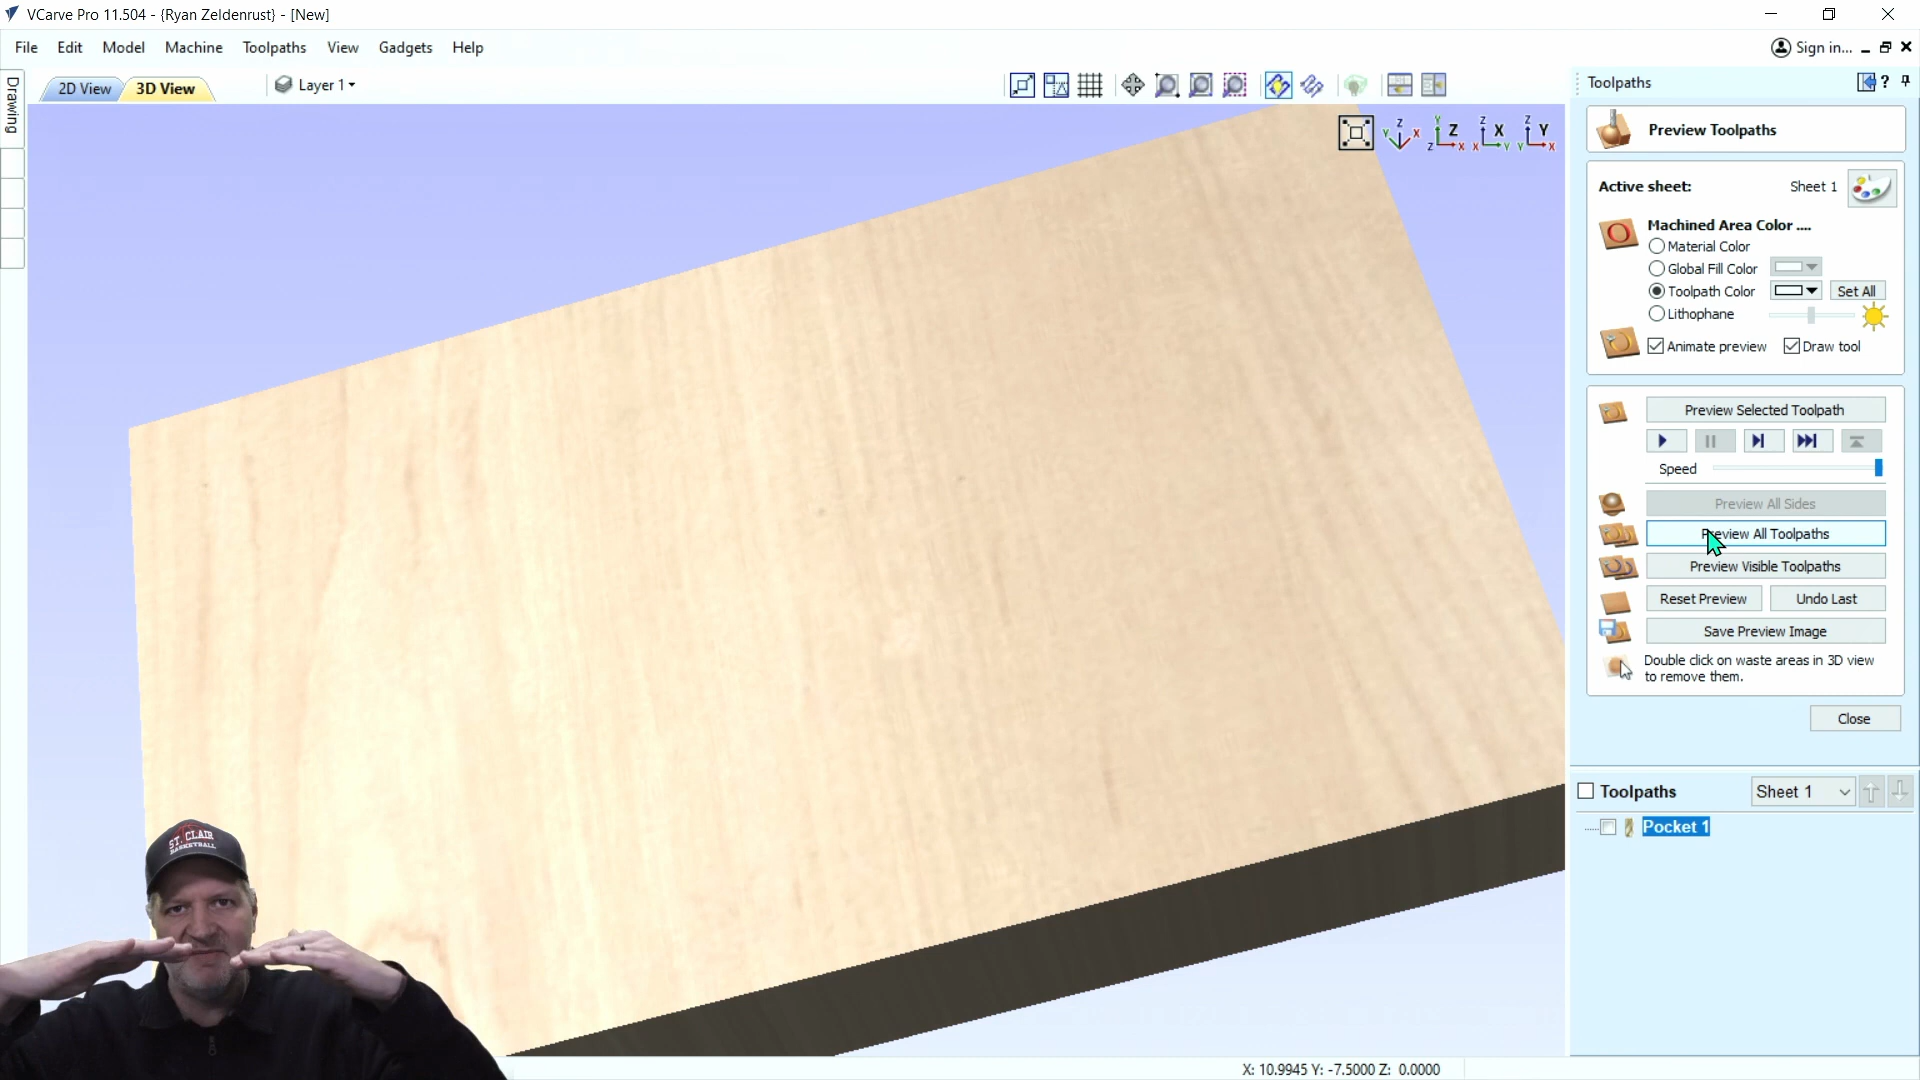 VCarve Pro 11.504 - {Ryan Zeldenrust} - [New]
File Edit Model Machine Toolpaths View Gadgets Help
Sign in...
Drawing
2D View 3D View Layer 1
Toolpaths
Z Y X
Y Z X
Z X Y
Z Y X
Preview Toolpaths
Active sheet: Sheet 1
Machined Area Color ....
Material Color
Global Fill Color
Toolpath Color Set All
Lithophane
Animate preview Draw tool
Preview Selected Toolpath
Speed
Preview All Sides
Preview All Toolpaths
Preview Visible Toolpaths
Reset Preview Undo Last
Save Preview Image
Double click on waste areas in 3D view
to remove them.
Close
Toolpaths Sheet 1
Pocket 1
ST. CLAIR
BASKETBALL
X: 10.9945 Y: -7.5000 Z: 0.0000